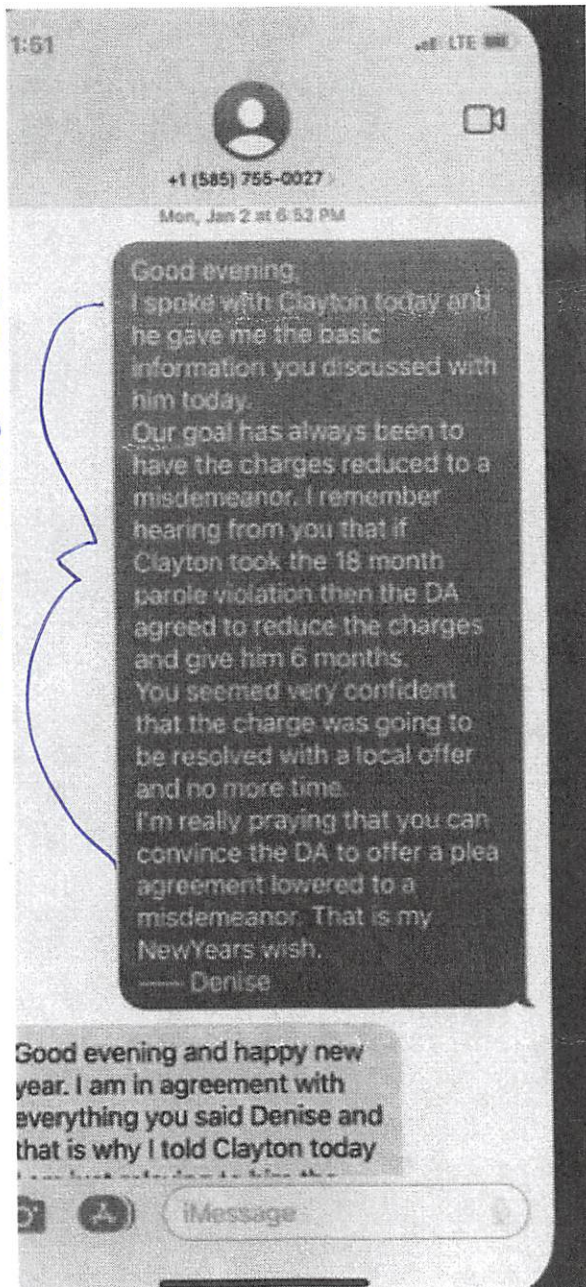 1:51
LTE
+1 (585) 755-0027
Mon, Jan 2 at 6:52 PM
Good evening,
I spoke with Clayton today and
he gave me the basic
information you discussed with
him today.
Our goal has always been to
have the charges reduced to a
misdemeanor. I remember
hearing from you that if
Clayton took the 18 month
parole violation then the DA
agreed to reduce the charges
and give him 6 months.
You seemed very confident
that the charge was going to
be resolved with a local offer
and no more time.
I'm really praying that you can
convince the DA to offer a plea
agreement lowered to a
misdemeanor. That is my
NewYears wish.
—— Denise
Good evening and happy new
year. I am in agreement with
everything you said Denise and
that is why I told Clayton today
iMessage